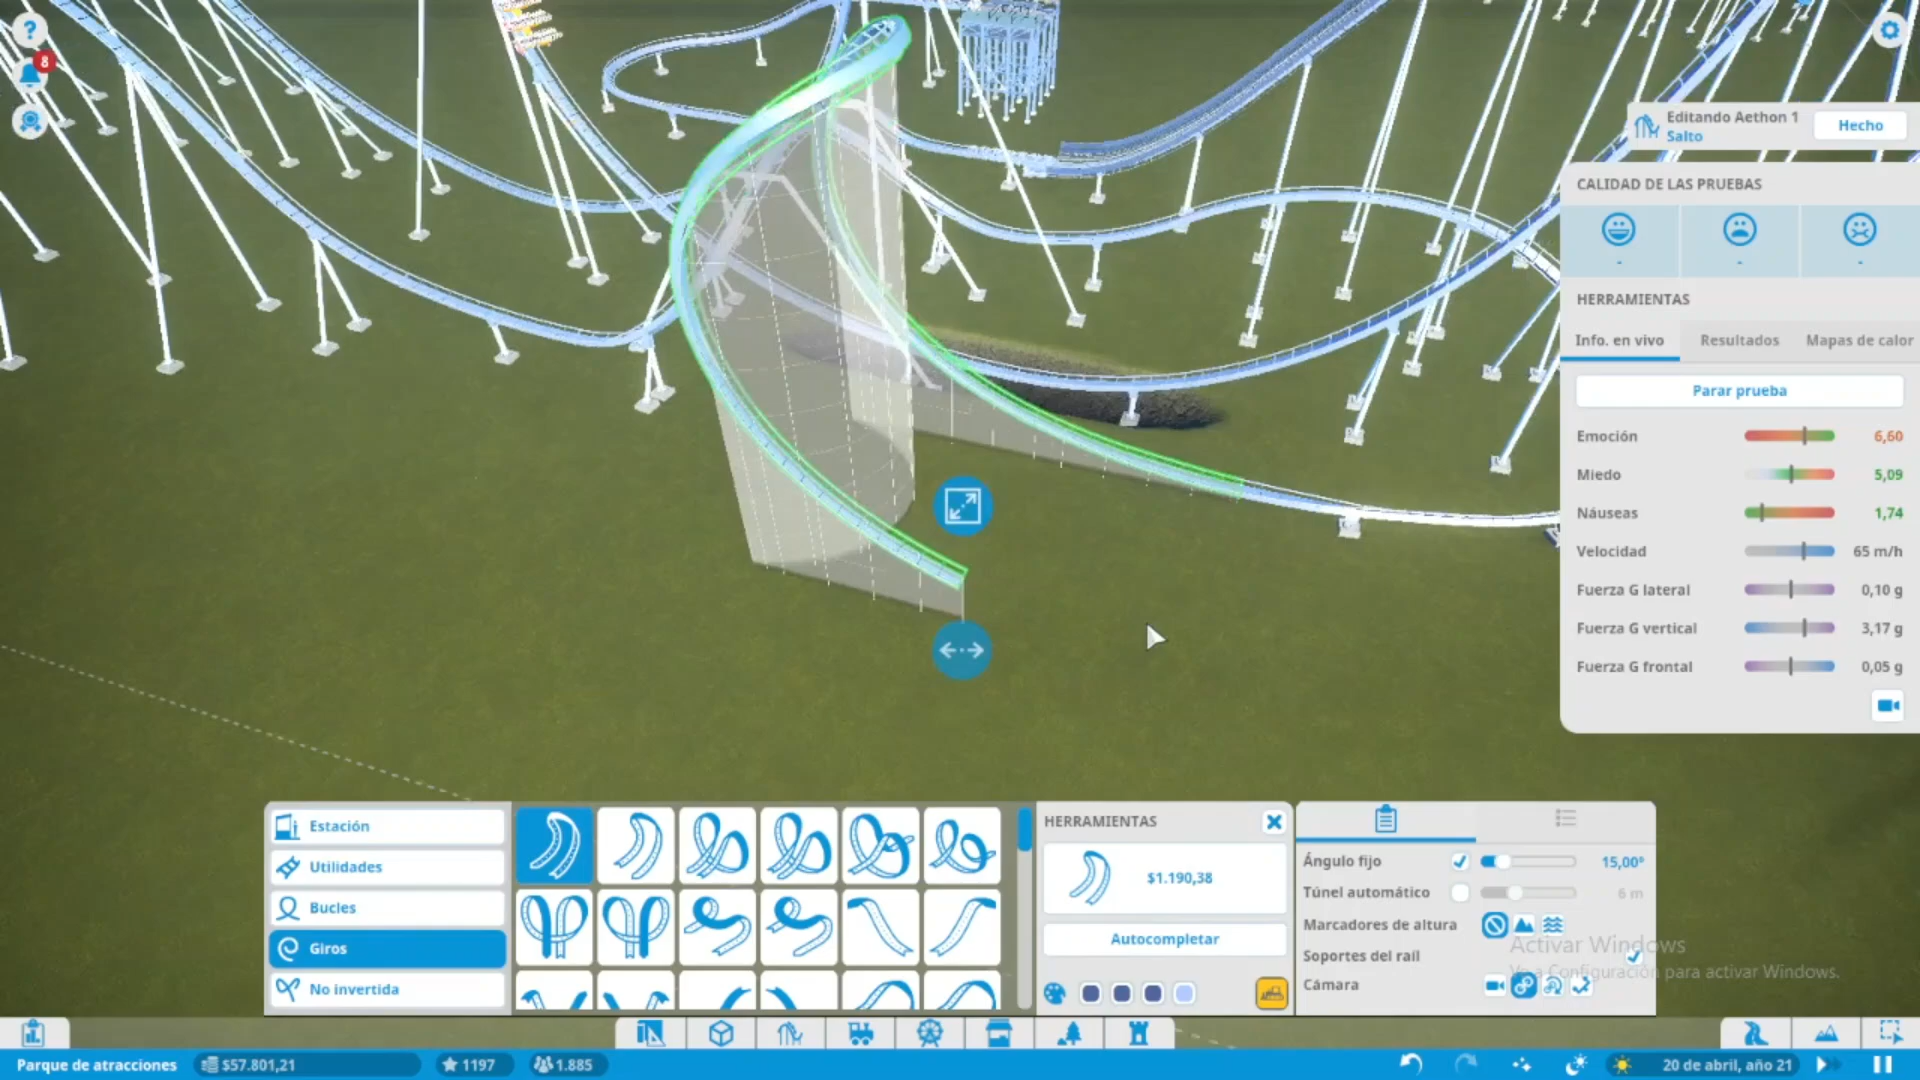 ?
8
Editando Aethon 1
Salto
Hecho
CALIDAD DE LAS PRUEBAS
-
-
-
HERRAMIENTAS
Info. en vivo
Resultados
Mapas de calor
Parar prueba
Emoción
6,60
Miedo
5,09
Náuseas
1,74
Velocidad
65 m/h
Fuerza G lateral
0,10 g
Fuerza G vertical
3,17 g
Fuerza G frontal
0,05 g
Estación
Utilidades
Bucles
Giros
No invertida
HERRAMIENTAS
$1.190,38
Autocompletar
Ángulo fijo
15,00°
Túnel automático
6 m
Marcadores de altura
Soportes del raíl
Cámara
Activar Windows
Ve a Configuración para activar Windows.
Parque de atracciones
$57.801,21
1197
1.885
20 de abril, año 21